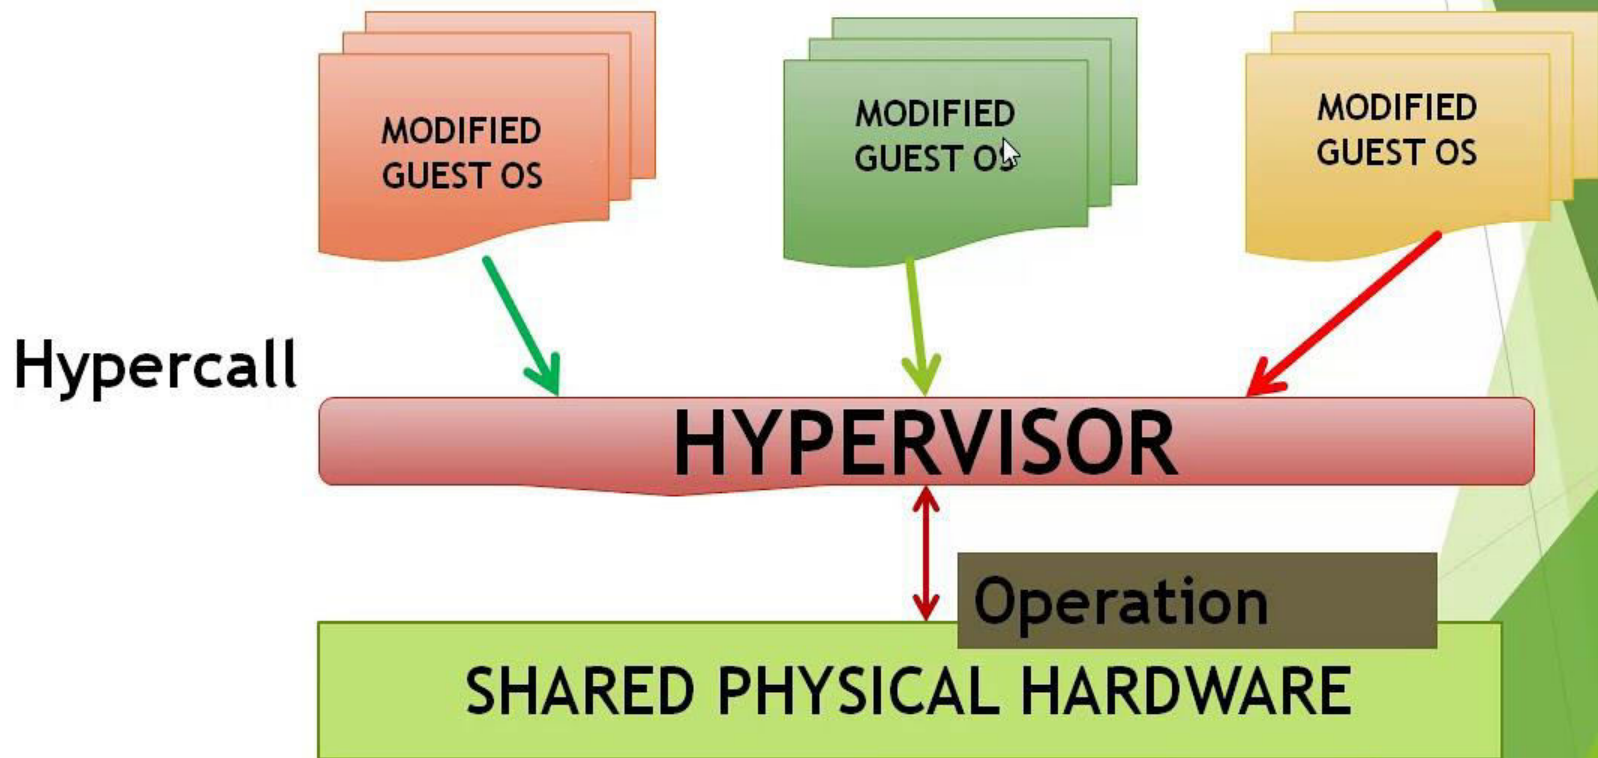 MODIFIED
GUEST OS
MODIFIED
GUEST OS
MODIFIED
GUEST OS
Hypercall
HYPERVISOR
Operation
SHARED PHYSICAL HARDWARE